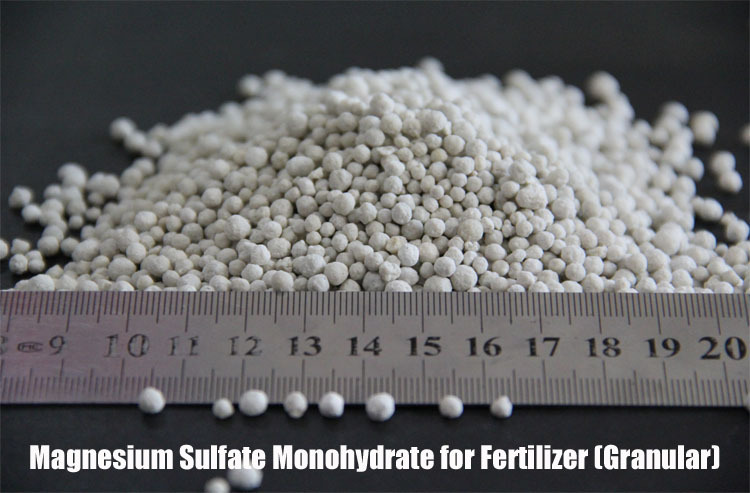 9 10 11 12 13 14 15 16 17 18 19 20
Magnesium Sulfate Monohydrate for Fertilizer (Granular)